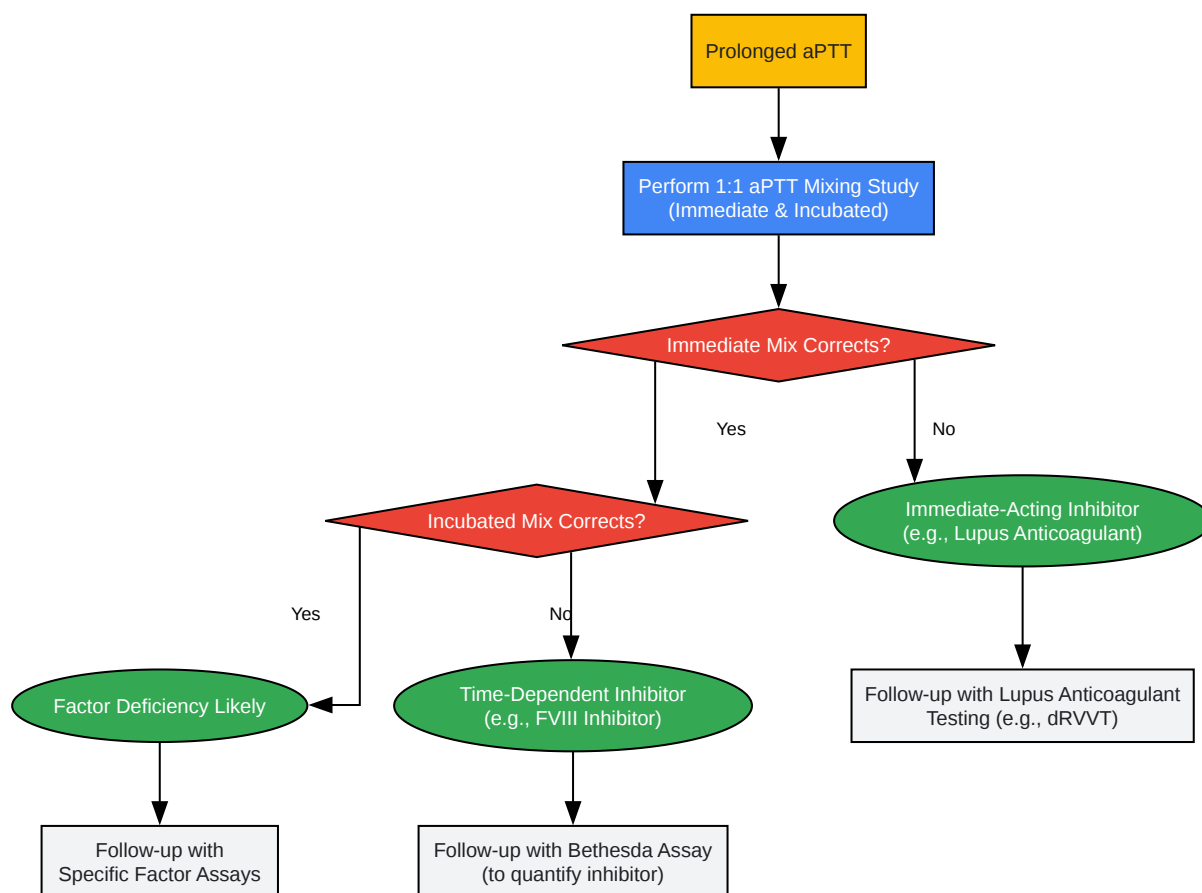 Prolonged aPTT
Perform 1:1 aPTT Mixing Study
(Immediate & Incubated)
Immediate Mix Corrects?
Yes
No
Incubated Mix Corrects?
Immediate-Acting Inhibitor
(e.g., Lupus Anticoagulant)
Yes
No
Factor Deficiency Likely
Time-Dependent Inhibitor
(e.g., FVIII Inhibitor)
Follow-up with Lupus Anticoagulant
Testing (e.g., dRVVT)
Follow-up with
Specific Factor Assays
Follow-up with Bethesda Assay
(to quantify inhibitor)